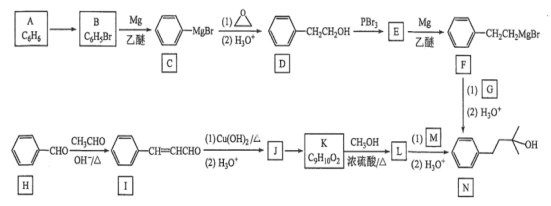 A
C₆H₆
B
C₆H₅Br
Mg
乙醚
MgBr
C
(1) O
(2) H₃O⁺
CH₂CH₂OH
D
PBr₃
E
Mg
乙醚
CH₂CH₂MgBr
F
(1) G
(2) H₃O⁺
CHO
H
CH₃CHO
OH⁻/△
CH=CHCHO
I
(1)Cu(OH)₂/△
(2) H₃O⁺
J
K
C₉H₁₀O₂
CH₃OH
浓硫酸/△
L
(1) M
(2) H₃O⁺
OH
N